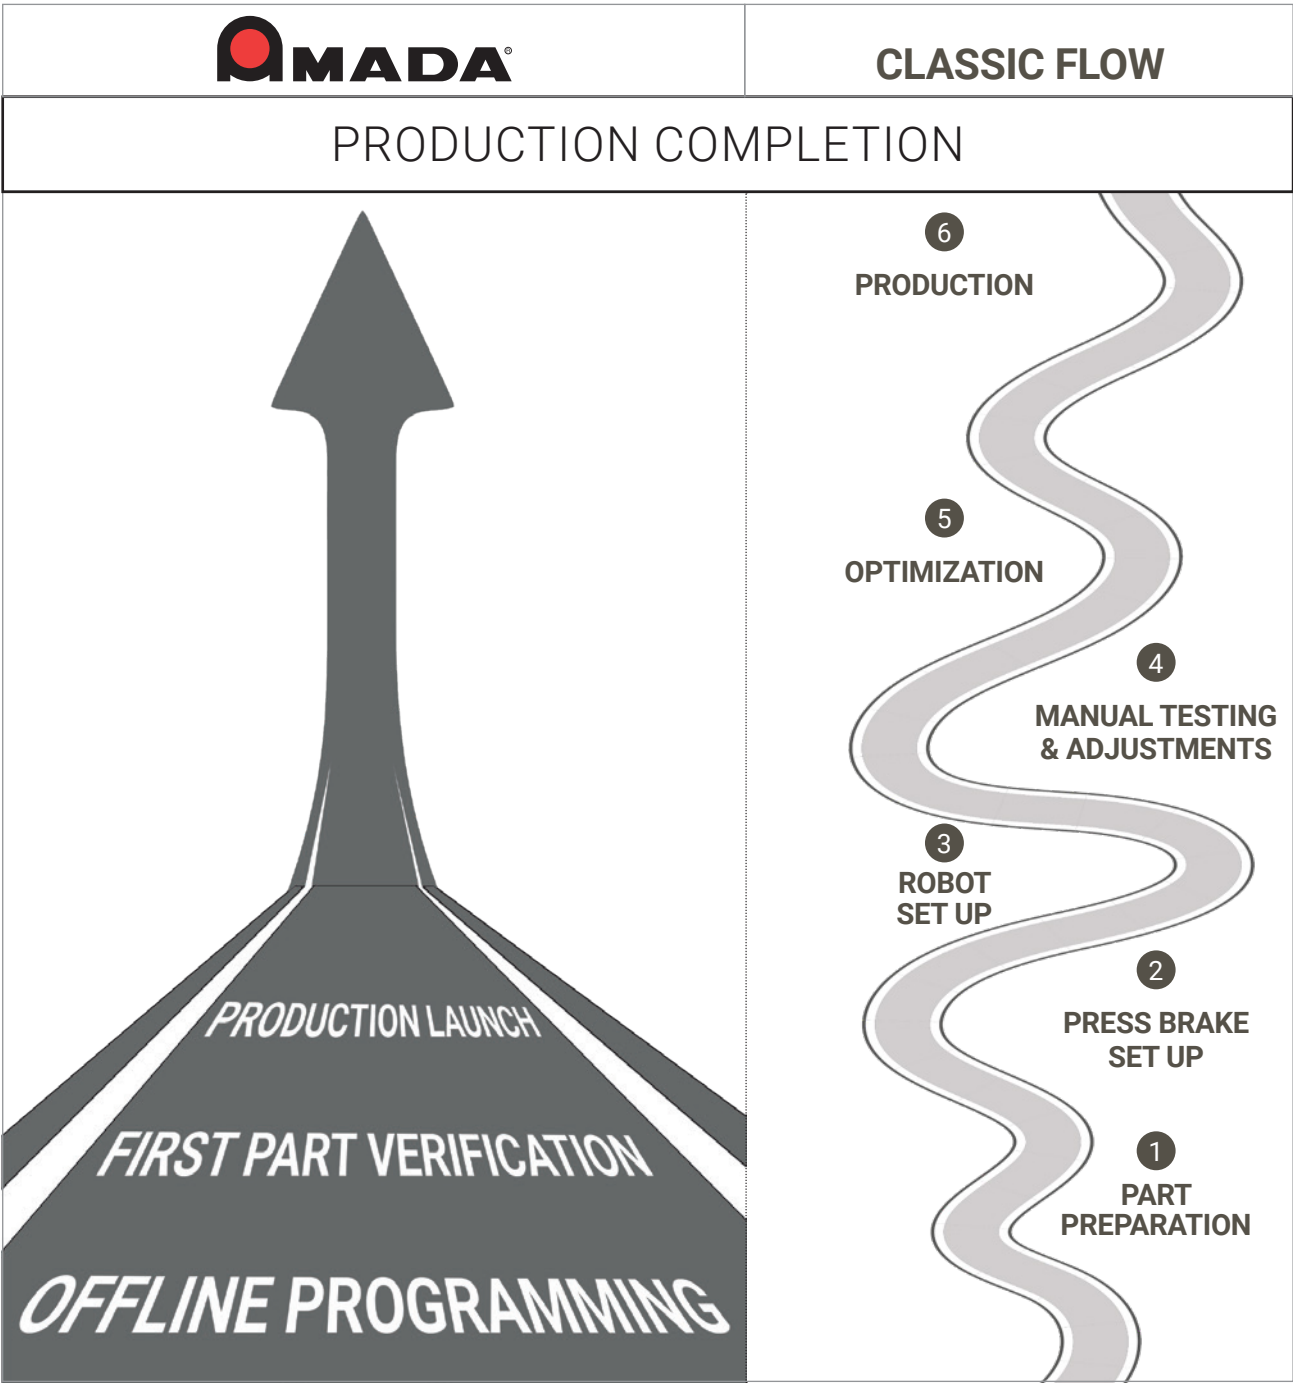 AMADA®
CLASSIC FLOW
PRODUCTION COMPLETION
PRODUCTION LAUNCH
FIRST PART VERIFICATION
OFFLINE PROGRAMMING
6
PRODUCTION
5
OPTIMIZATION
4
MANUAL TESTING
& ADJUSTMENTS
3
ROBOT
SET UP
2
PRESS BRAKE
SET UP
1
PART
PREPARATION